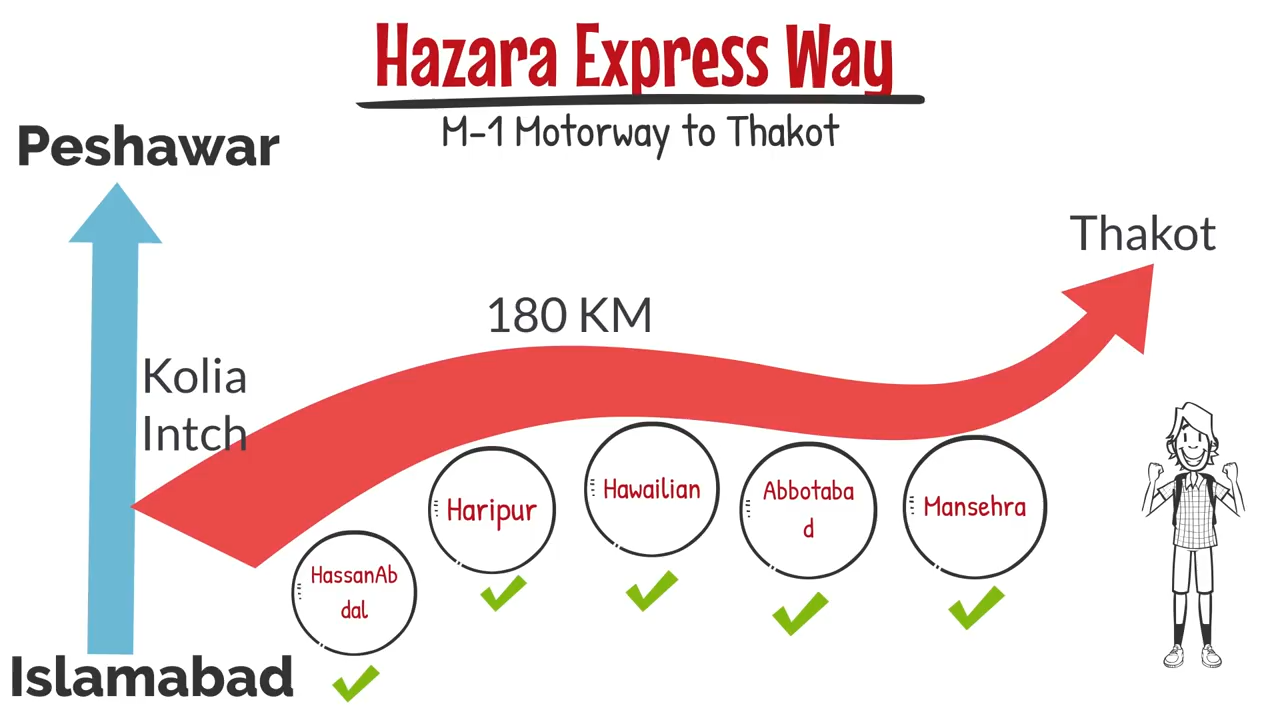 Hazara Express Way
M-1 Motorway to Thakot
Peshawar
Thakot
180 KM
Kolia
Intch
HassanAb
dal
Haripur
Hawailian
Abbotaba
d
Mansehra
Islamabad